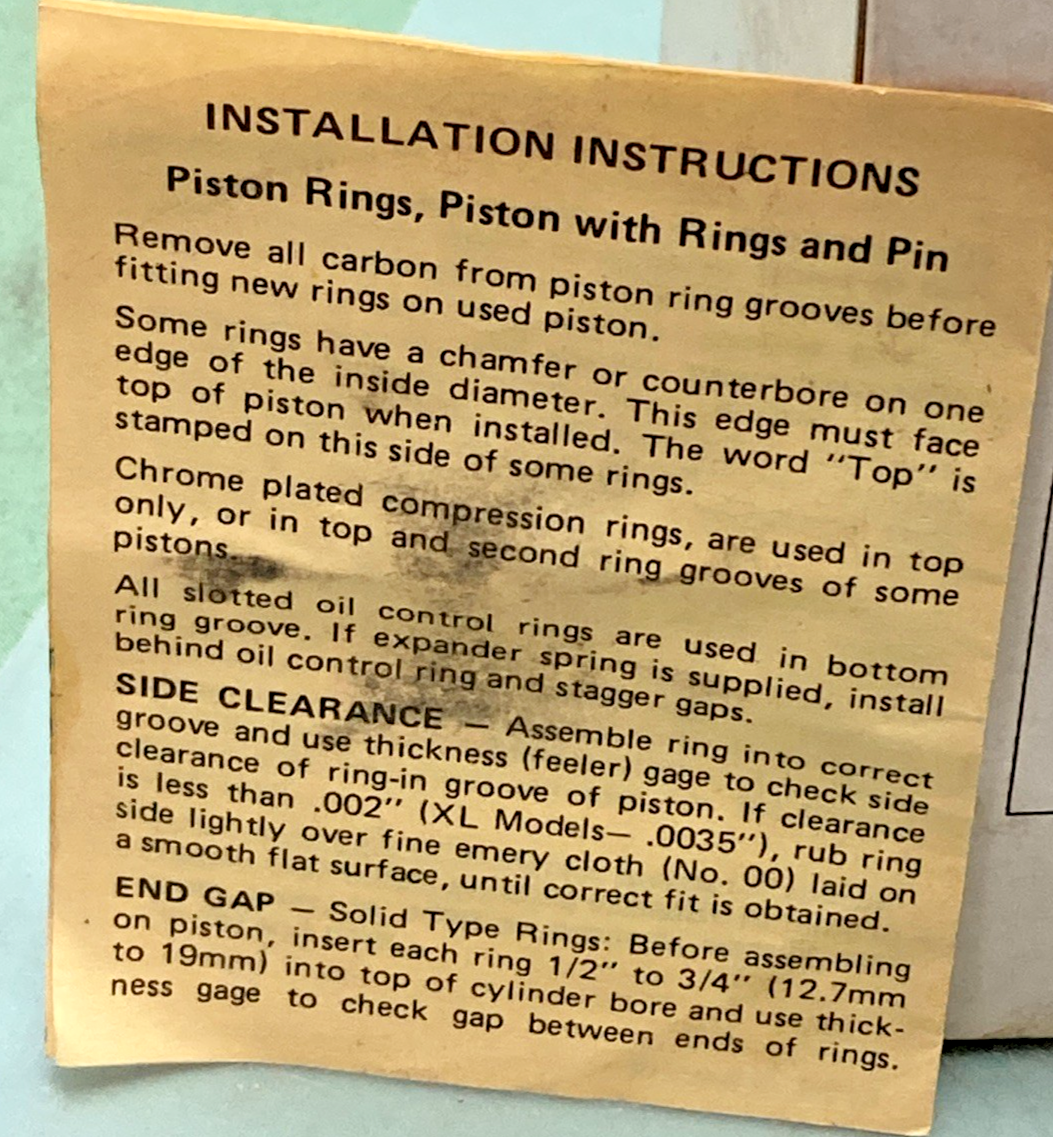 INSTALLATION INSTRUCTIONS
Piston Rings, Piston with Rings and Pin
Remove all carbon from piston ring grooves before
fitting new rings on used piston.
Some rings have a chamfer or counterbore on one
edge of the inside diameter. This edge must face
top of piston when installed. The word "Top" is
stamped on this side of some rings.
Chrome plated compression rings, are used in top
only, or in top and second ring grooves of some
pistons.
All slotted oil control rings are used in bottom
ring groove. If expander spring is supplied, install
behind oil control ring and stagger gaps.
SIDE CLEARANCE — Assemble ring into correct
groove and use thickness (feeler) gage to check side
clearance of ring-in groove of piston. If clearance
is less than .002" (XL Models— .0035"), rub ring
side lightly over fine emery cloth (No. 00) laid on
a smooth flat surface, until correct fit is obtained.
END GAP — Solid Type Rings: Before assembling
on piston, insert each ring 1/2" to 3/4" (12.7mm
to 19mm) into top of cylinder bore and use thick-
ness gage to check gap between ends of rings.